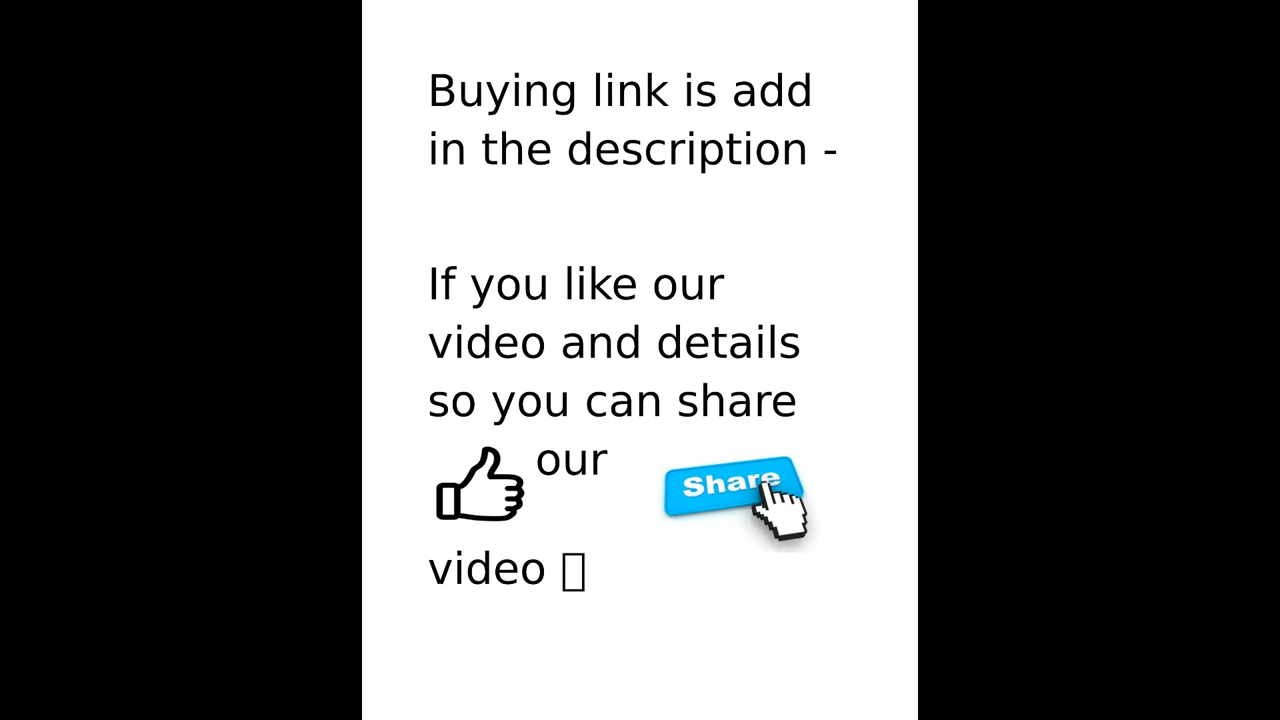 Buying link is add
in the description -
If you like our
video and details
so you can share
our
Share
video